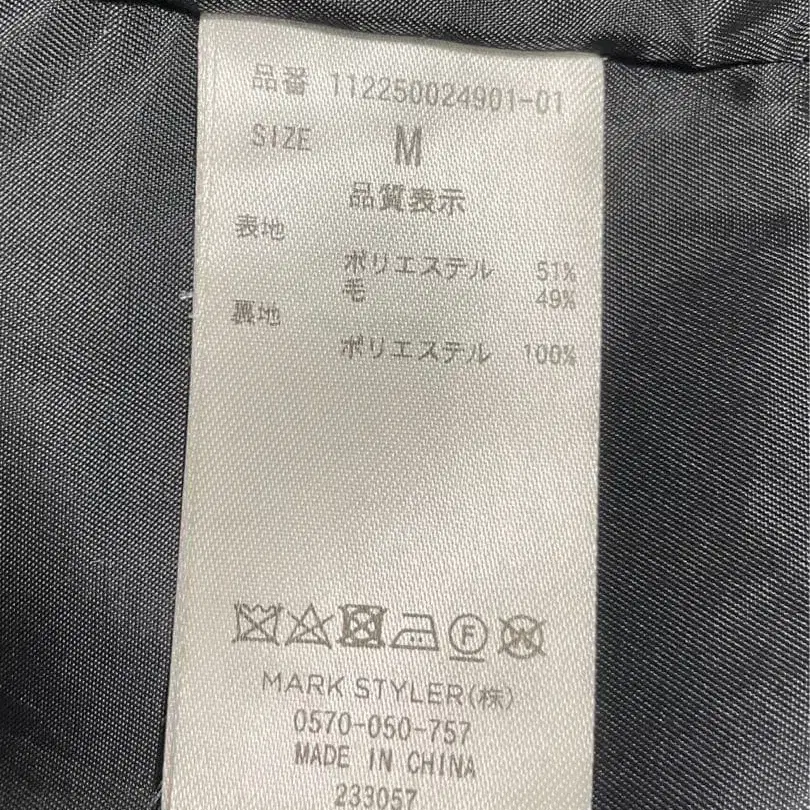 品番 112250024901-01
SIZE M
品質表示
表地
ポリエステル 51%
毛 49%
裏地
ポリエステル 100%
F
MARK STYLER(株)
0570-050-757
MADE IN CHINA
233057